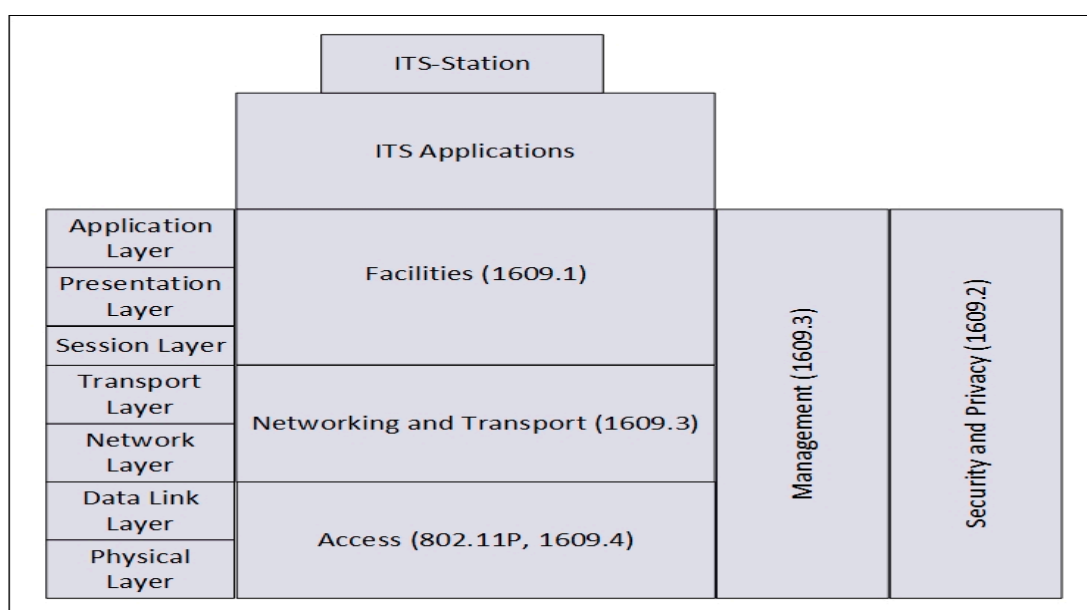 ITS-Station
ITS Applications
Application
Layer
Presentation
Layer
Session Layer
Transport
Layer
Network
Layer
Data Link
Layer
Physical
Layer
Facilities (1609.1)
Networking and Transport (1609.3)
Access (802.11P, 1609.4)
Management (1609.3)
Security and Privacy (1609.2)